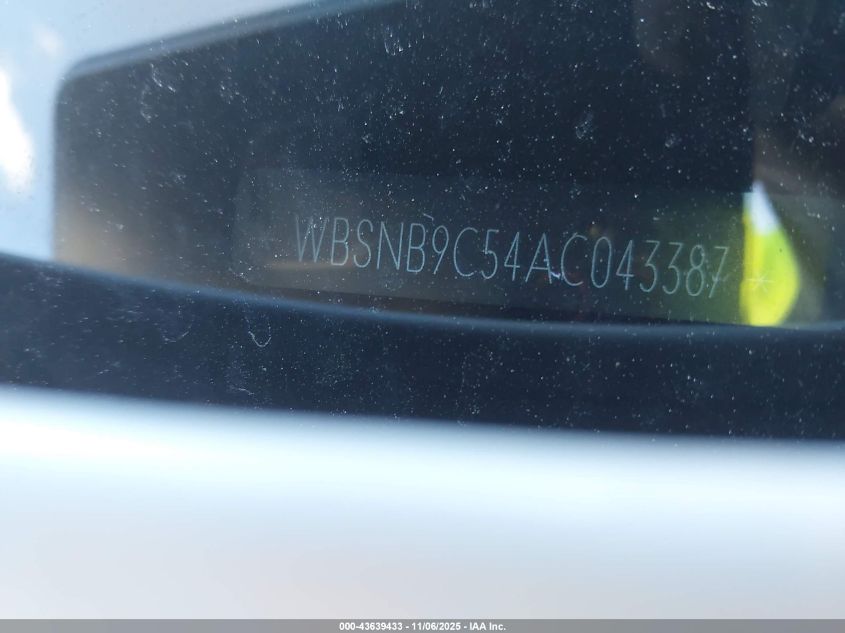 WBSNB9C54AC043387 *
000-43639433 - 11/06/2025 - IAA Inc.